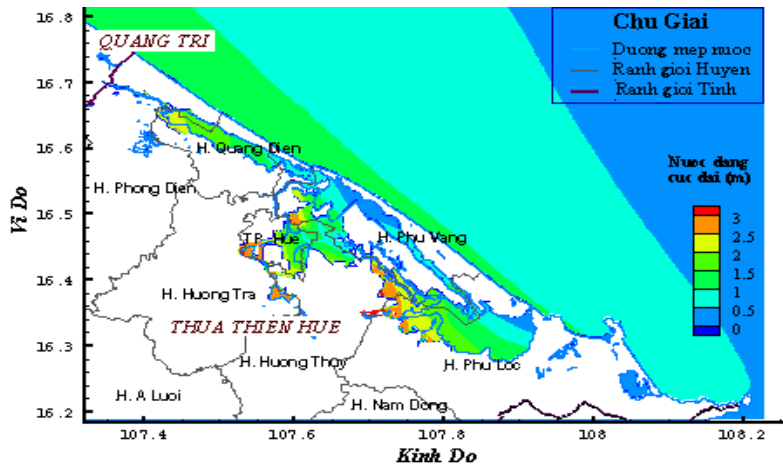 16.8
16.7
16.6
16.5
16.4
16.3
16.2
Vi Do
QUANG TRI
Chu Giai
Duong mep nuoc
Ranh gioi Huyen
Ranh gioi Tinh
H. Quang Dien
H. Phong Dien
T.P. Hue
H. Phu Vang
H. Huong Tra
THUA THIEN HUE
H. Huong Thuy
H. Phu Loc
H. A Luoi
H. Nam Dong
Nuoc dang
cuc dai (m)
3
2.5
2
1.5
1
0.5
0
107.4
107.6
107.8
108
108.2
Kinh Do